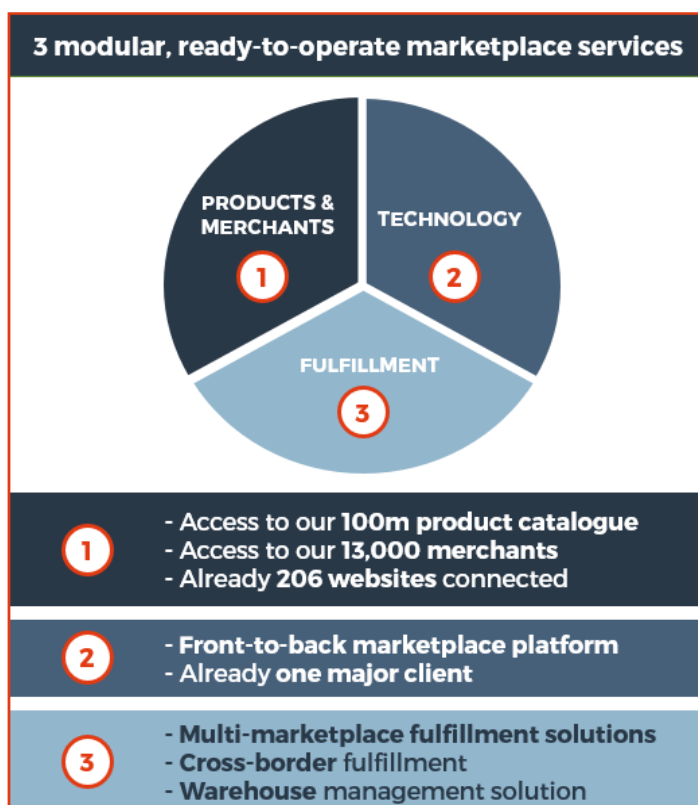 3 modular, ready-to-operate marketplace services
PRODUCTS &
MERCHANTS
1
TECHNOLOGY
2
FULFILLMENT
3
1
- Access to our 100m product catalogue
- Access to our 13,000 merchants
- Already 206 websites connected
2
- Front-to-back marketplace platform
- Already one major client
3
- Multi-marketplace fulfillment solutions
- Cross-border fulfillment
- Warehouse management solution